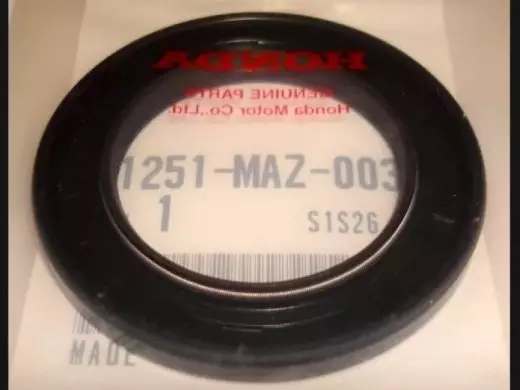 HONDA
GENUINE PARTS
Honda Motor Co.,Ltd.
1251-MAZ-003
1 S1S26
MADE